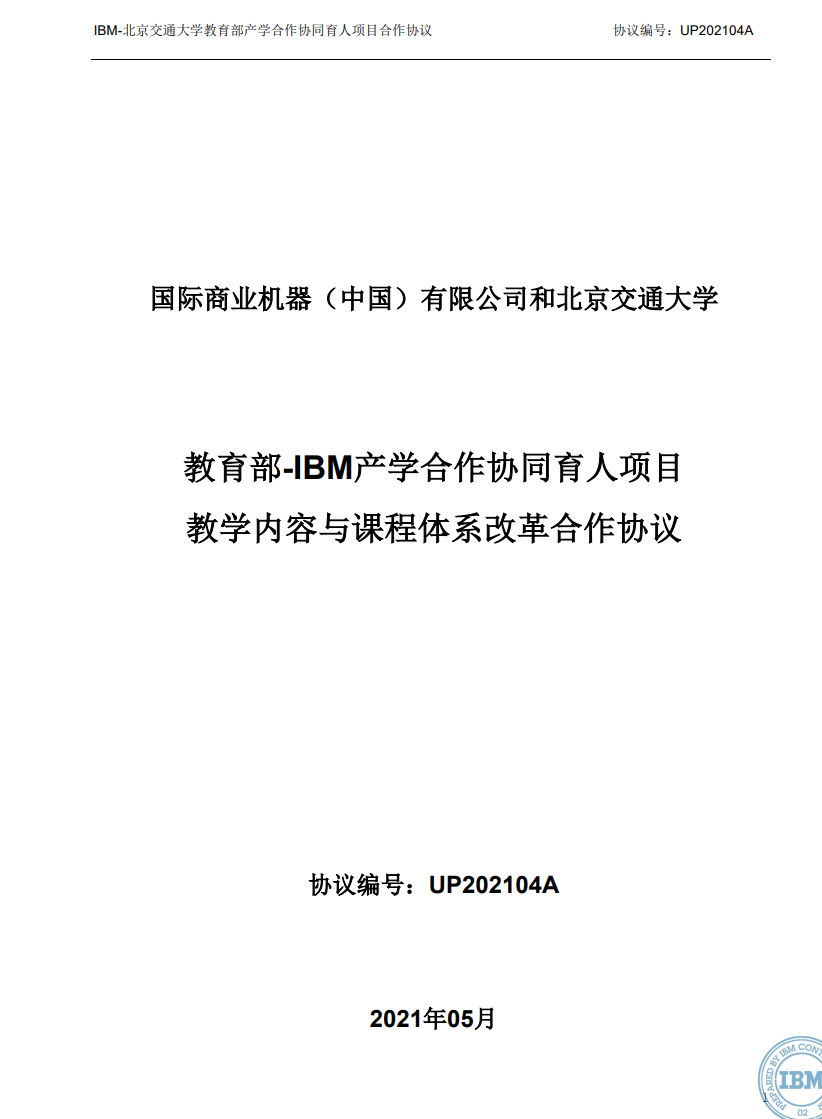 IBM-北京交通大学教育部产学合作协同育人项目合作协议 协议编号：UP202104A
国际商业机器（中国）有限公司和北京交通大学
教育部-IBM产学合作协同育人项目
教学内容与课程体系改革合作协议
协议编号：UP202104A
2021年05月
PREPARED BY IBM CONT
IBM
02
1